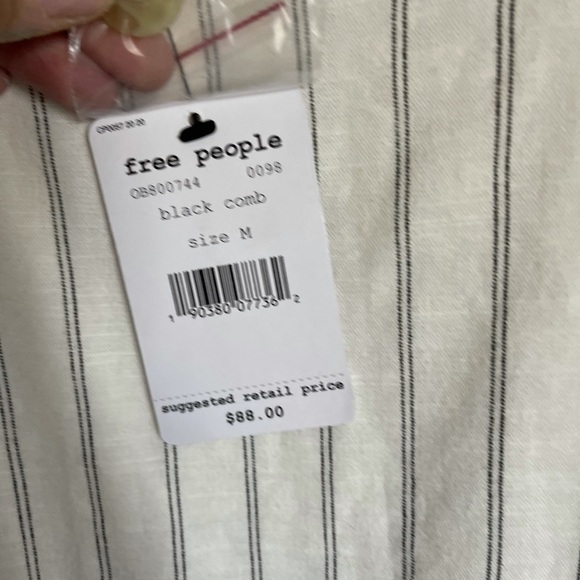 free people
OB800744 0098
black comb
size M
1 90380 07736 2
suggested retail price
$88.00